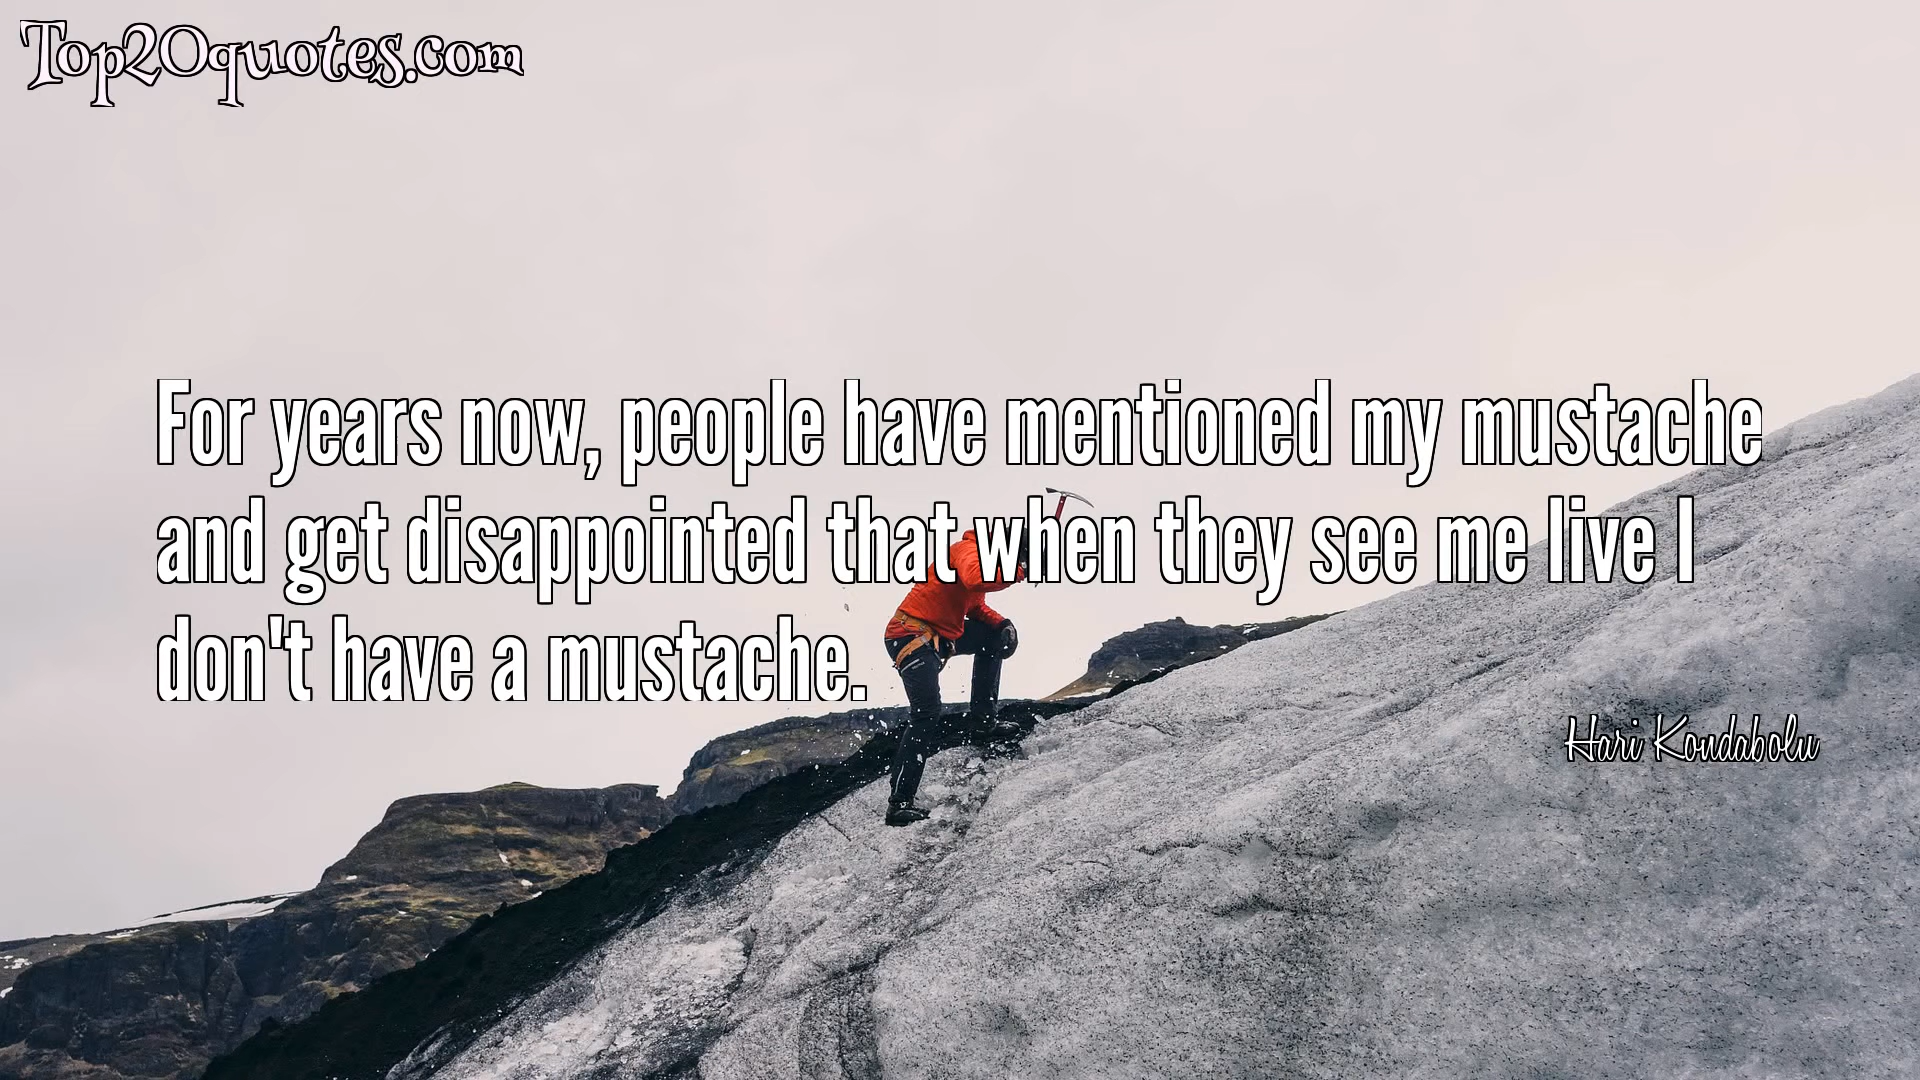 Top20quotes.com
For years now, people have mentioned my mustache
and get disappointed that when they see me live I
don't have a mustache.
Hari Kondabolu